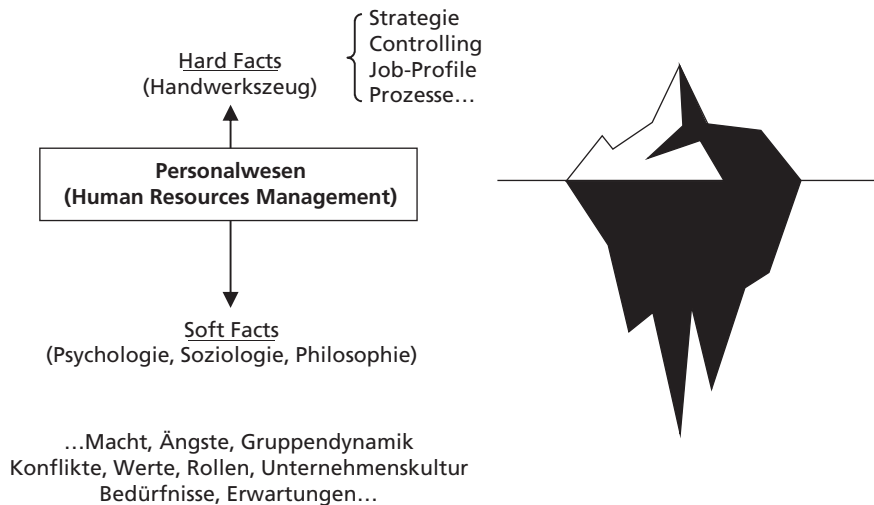 Strategie
Controlling
Job-Profile
Prozesse…
Hard Facts
(Handwerkszeug)
Personalwesen
(Human Resources Management)
Soft Facts
(Psychologie, Soziologie, Philosophie)
…Macht, Ängste, Gruppendynamik
Konflikte, Werte, Rollen, Unternehmenskultur
Bedürfnisse, Erwartungen…